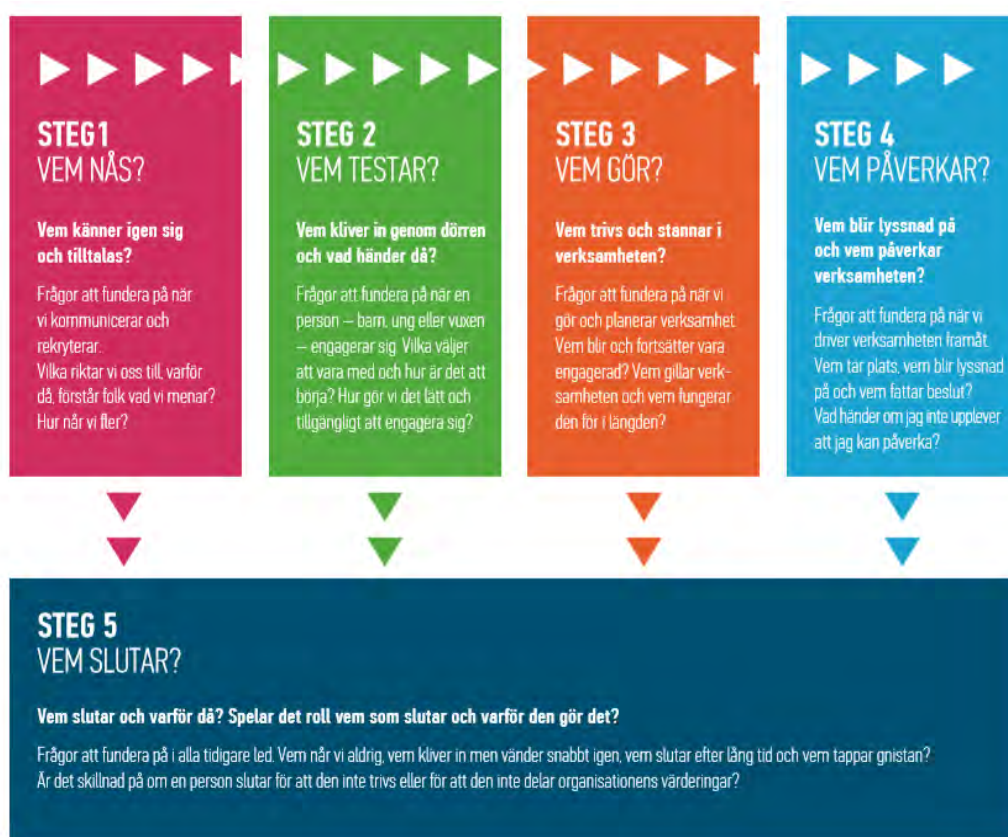 STEG1
VEM NÅS?
Vem känner igen sig
och tilltalas?
Frågor att fundera på när
vi kommunicerar och
rekryterar.
Vilka riktar vi oss till, varför
då, förstår folk vad vi menar?
Hur når vi fler?
STEG 2
VEM TESTAR?
Vem kliver in genom dörren
och vad händer då?
Frågor att fundera på när en
person – barn, ung eller vuxen
– engagerar sig. Vilka väljer
att vara med och hur är det att
börja? Hur gör vi det lätt och
tillgängligt att engagera sig?
STEG 3
VEM GÖR?
Vem trivs och stannar i
verksamheten?
Frågor att fundera på när vi
gör och planerar verksamhet.
Vem blir och fortsätter vara
engagerad? Vem gillar verk-
samheten och vem fungerar
den för i längden?
STEG 4
VEM PÅVERKAR?
Vem blir lyssnad på
och vem påverkar
verksamheten?
Frågor att fundera på när vi
driver verksamheten framåt.
Vem tar plats, vem blir lyssnad
på och vem fattar beslut?
Vad händer om jag inte upplever
att jag kan påverka?
STEG 5
VEM SLUTAR?
Vem slutar och varför då? Spelar det roll vem som slutar och varför den gör det?
Frågor att fundera på i alla tidigare led. Vem når vi aldrig, vem kliver in men vänder snabbt igen, vem slutar efter lång tid och vem tappar gnistan?
Är det skillnad på om en person slutar för att den inte trivs eller för att den inte delar organisationens värderingar?